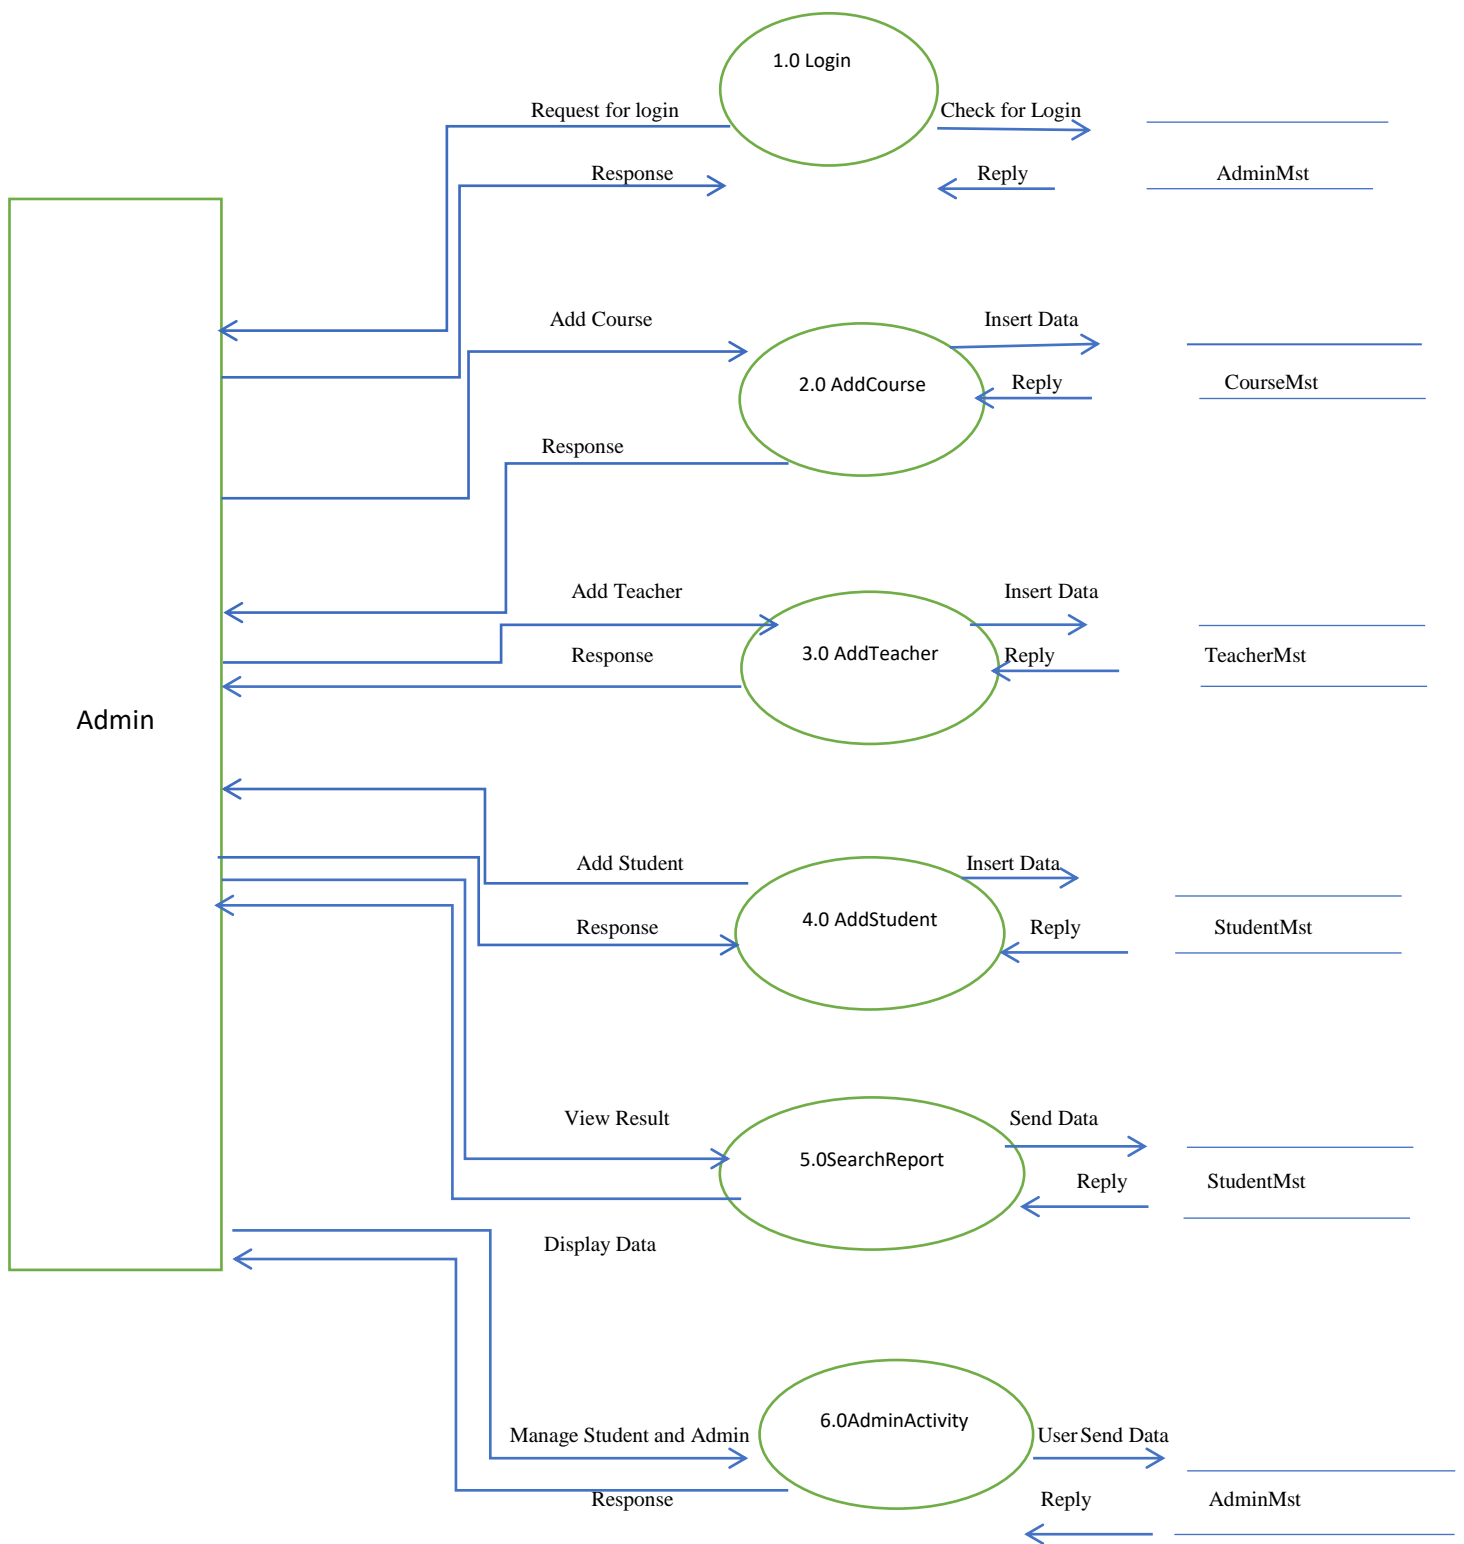 1.0 Login
Request for login
Check for Login
Response
Reply
AdminMst
Add Course
Insert Data
2.0 AddCourse
Reply
CourseMst
Response
Add Teacher
Insert Data
3.0 AddTeacher
Response
Reply
TeacherMst
Admin
Add Student
Insert Data
4.0 AddStudent
Response
Reply
StudentMst
View Result
Send Data
5.0SearchReport
Reply
StudentMst
Display Data
6.0AdminActivity
Manage Student and Admin
User Send Data
Response
Reply
AdminMst